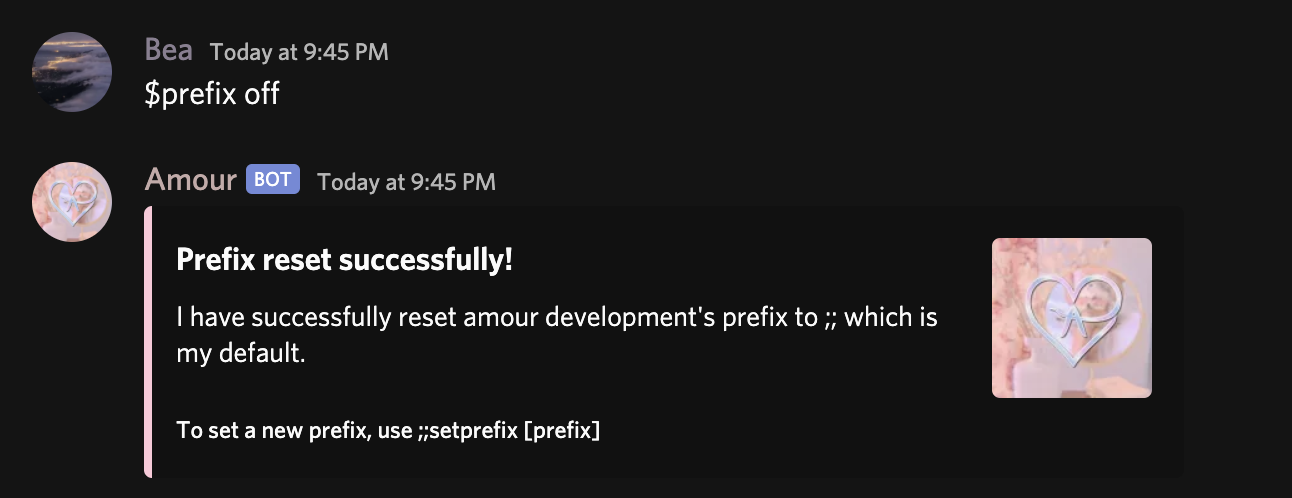 Bea Today at 9:45 PM
$prefix off
Amour BOT Today at 9:45 PM
Prefix reset successfully!
I have successfully reset amour development's prefix to ;; which is
my default.
To set a new prefix, use ;;setprefix [prefix]